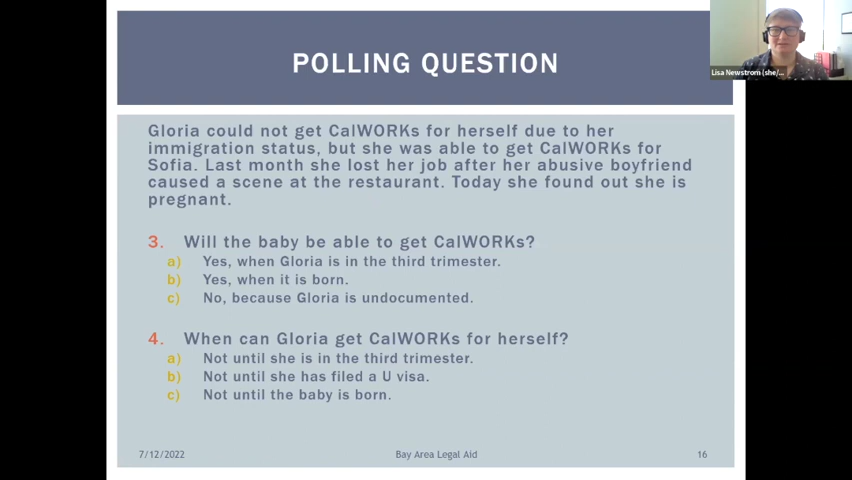 POLLING QUESTION
Lisa Newstrom (she/...
Gloria could not get CalWORKs for herself due to her
immigration status, but she was able to get CalWORKs for
Sofia. Last month she lost her job after her abusive boyfriend
caused a scene at the restaurant. Today she found out she is
pregnant.
3. Will the baby be able to get CalWORKs?
a) Yes, when Gloria is in the third trimester.
b) Yes, when it is born.
c) No, because Gloria is undocumented.
4. When can Gloria get CalWORKs for herself?
a) Not until she is in the third trimester.
b) Not until she has filed a U visa.
c) Not until the baby is born.
7/12/2022 Bay Area Legal Aid 16